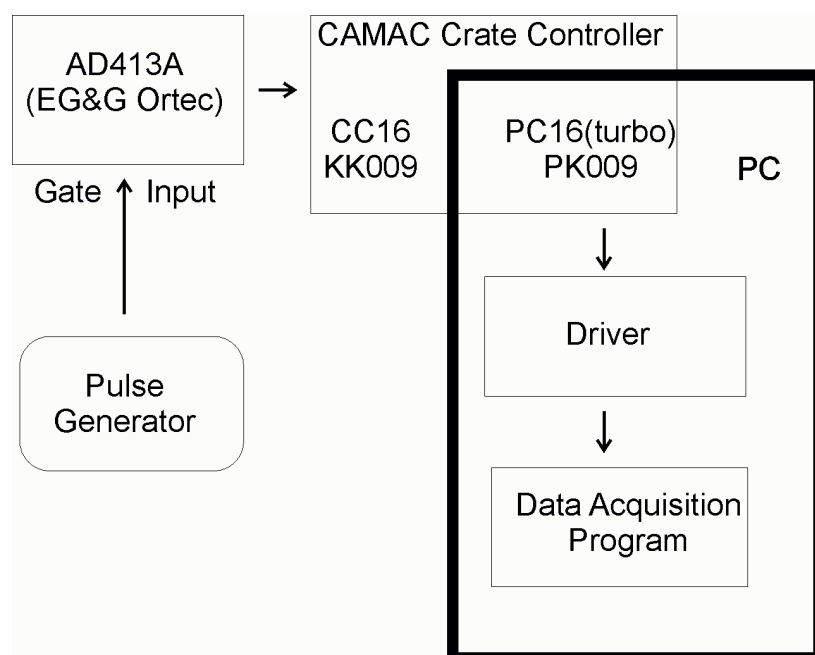 AD413A
(EG&G Ortec)
CAMAC Crate Controller
CC16
KK009
PC16(turbo)
PK009
PC
Gate
Input
Driver
Pulse
Generator
Data Acquisition
Program